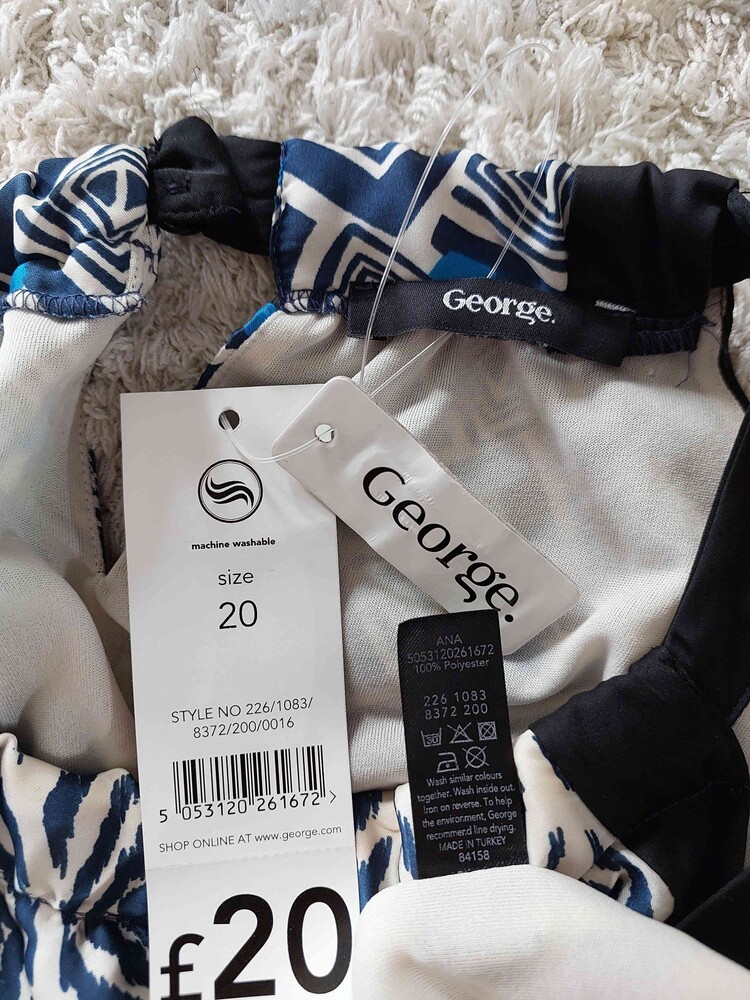 George.
George.
machine washable
size
20
STYLE NO 226/1083/
8372/200/0016
5 053120 261672 >
SHOP ONLINE AT www.george.com
£20
ANA
5053120261672
100% Polyester
226 1083
8372 200
30
Wash similar colours
together. Wash inside out.
Iron on reverse. To help
the environment, George
recommend line drying.
MADE IN TURKEY
84158